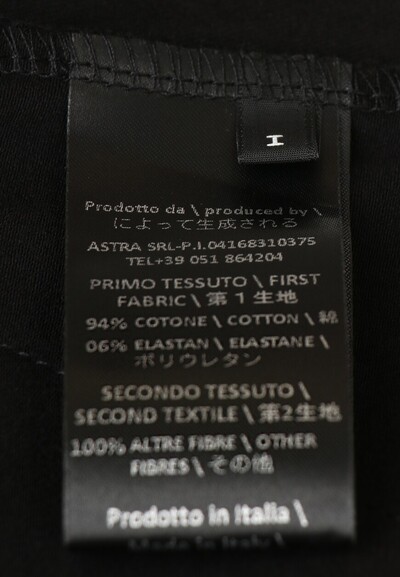 H
Prodotto da \ produced by \
によって生成される
ASTRA SRL-P.I.04168310375
TEL+39 051 864204
PRIMO TESSUTO \ FIRST
FABRIC \ 第1生地
94% COTONE \ COTTON \ 綿
06% ELASTAN \ ELASTANE \
ポリウレタン
SECONDO TESSUTO \
SECOND TEXTILE \ 第2生地
100% ALTRE FIBRE \ OTHER
FIBRES \ その他
Prodotto in Italia \
Made in Italy \